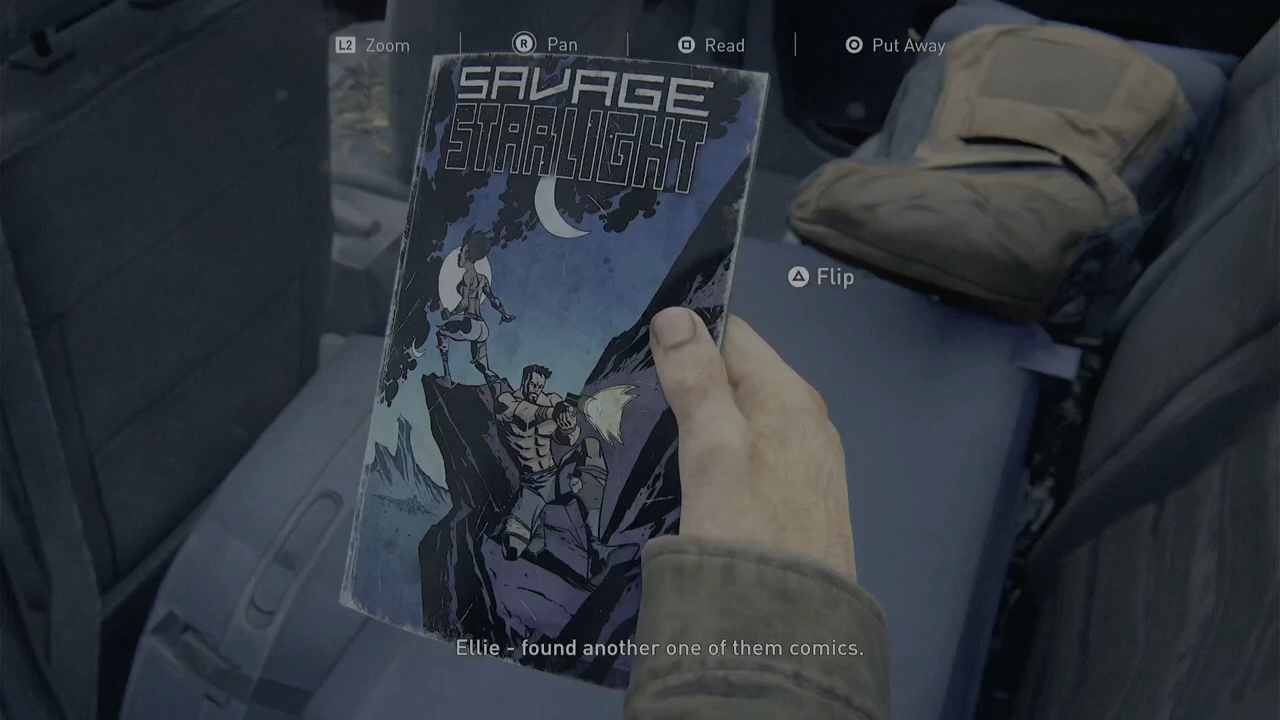 L2 Zoom
R Pan
Read
Put Away
SAVAGE
STARLIGHT
Flip
Ellie - found another one of them comics.